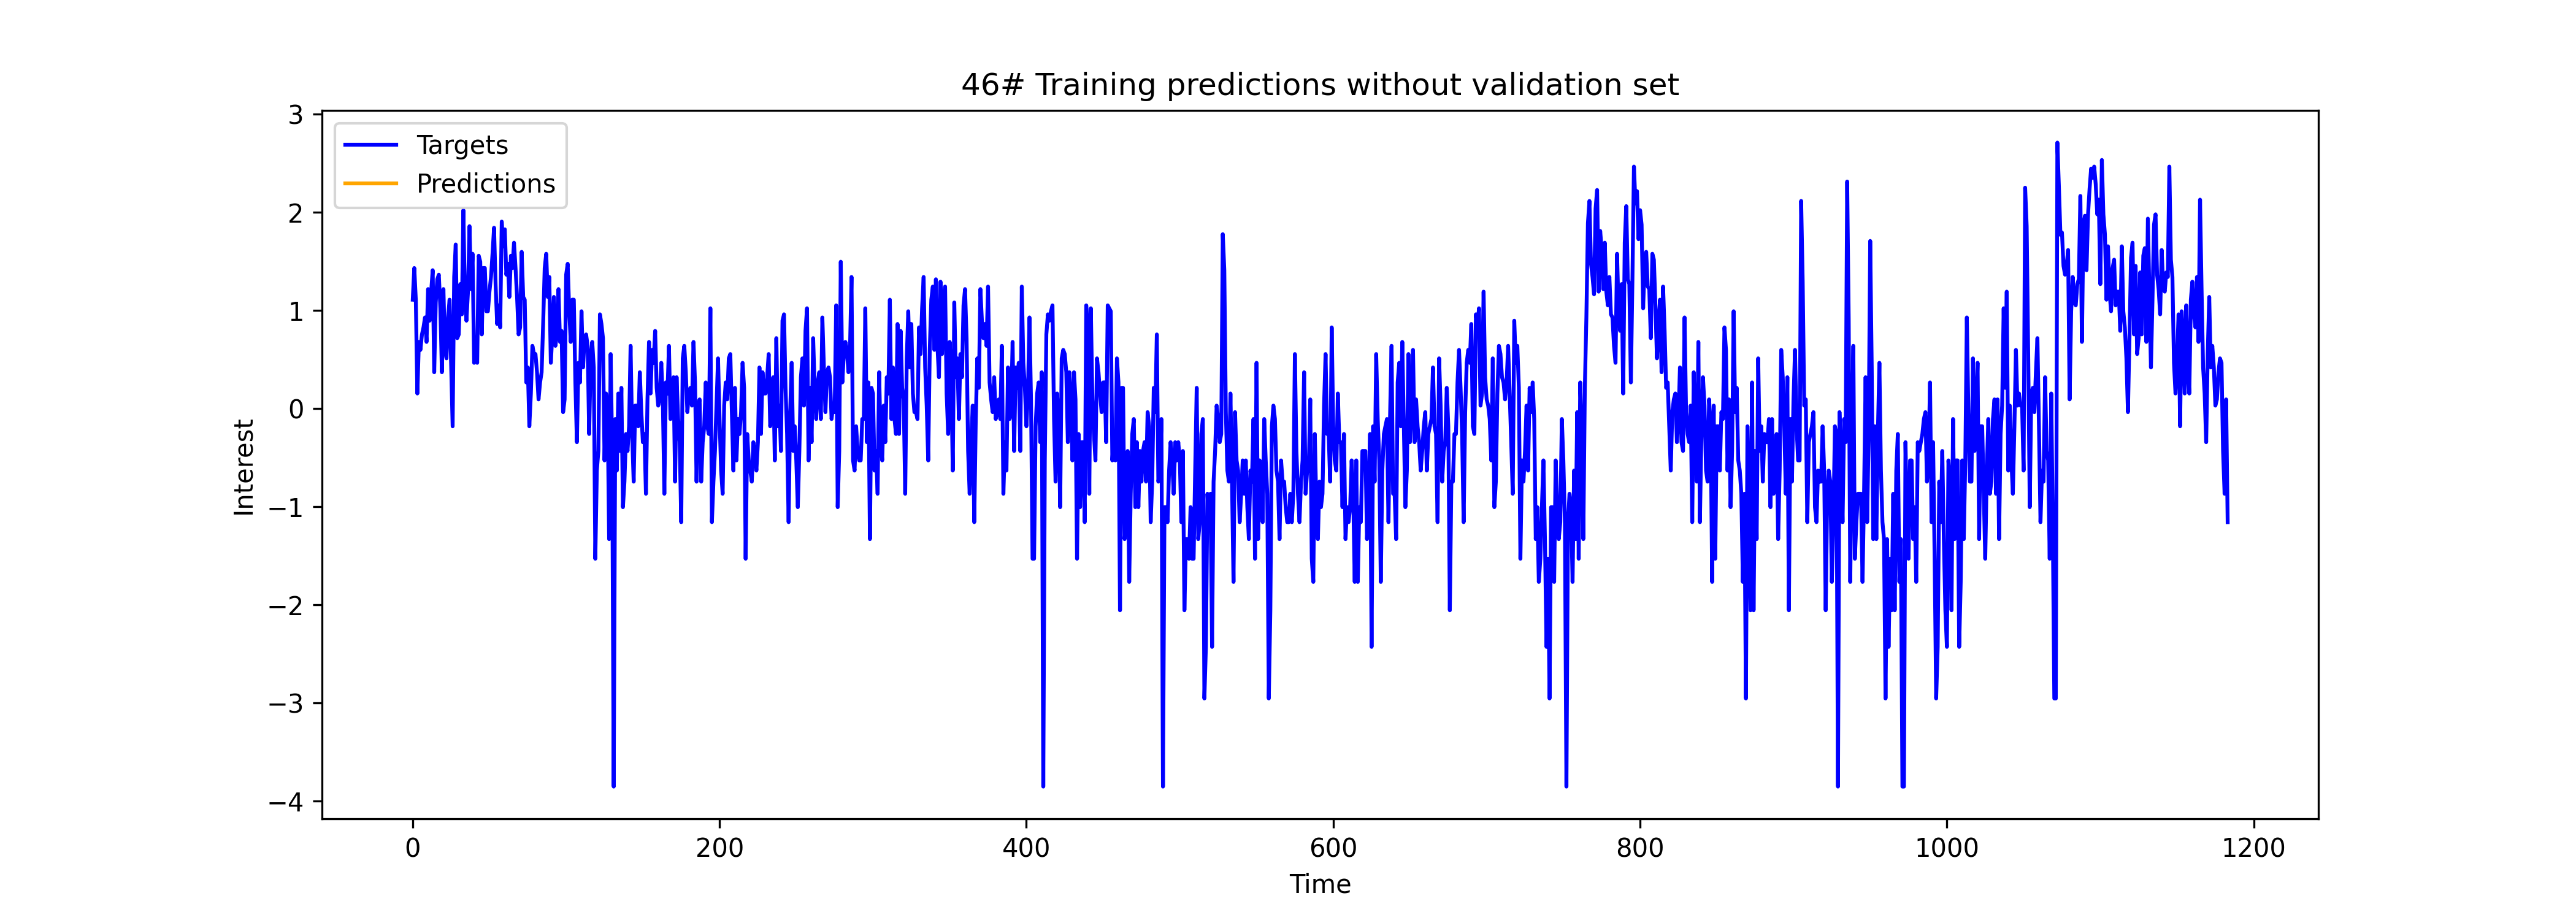 46# Training predictions without validation set
3
2
1
0
−1
−2
−3
−4
Interest
Targets
Predictions
0 200 400 600 800 1000 1200
Time